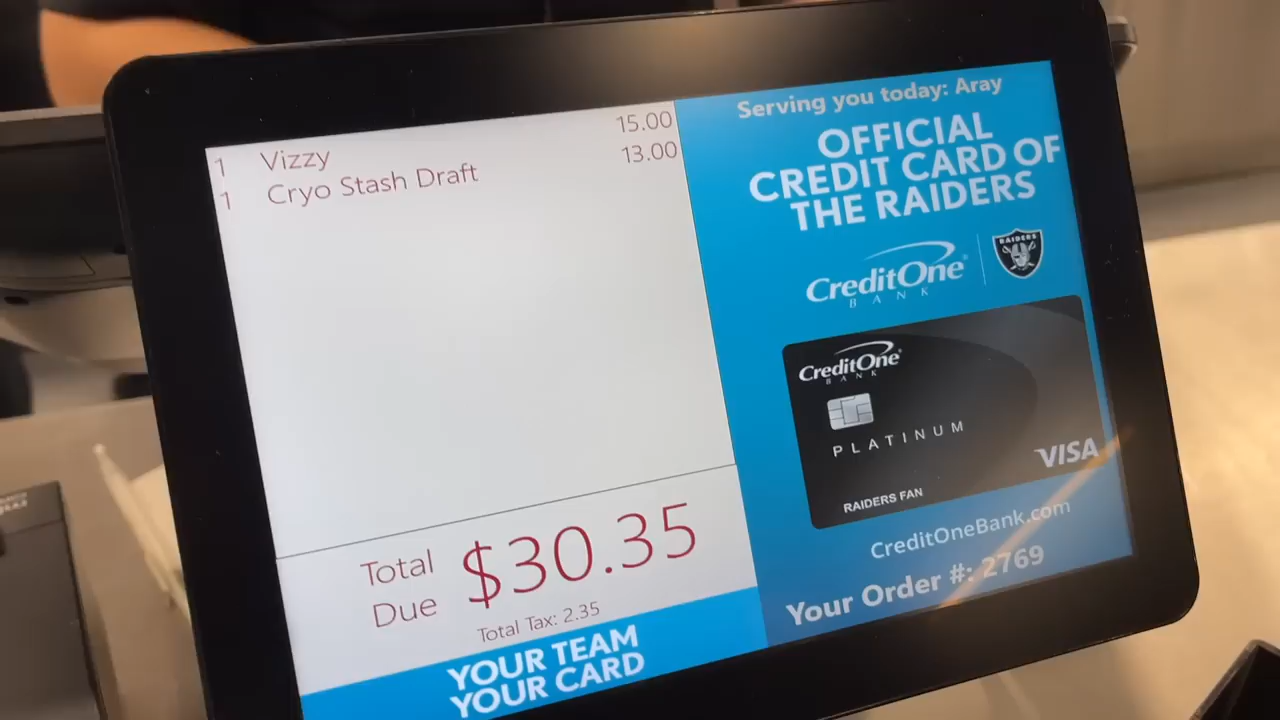 1 Vizzy 15.00
1 Cryo Stash Draft 13.00
Total Due $30.35
Total Tax: 2.35
YOUR TEAM
YOUR CARD
Serving you today: Aray
OFFICIAL
CREDIT CARD OF
THE RAIDERS
CreditOne®
BANK
RAIDERS
CreditOne®
BANK
PLATINUM
VISA
RAIDERS FAN
CreditOneBank.com
Your Order #: 2769